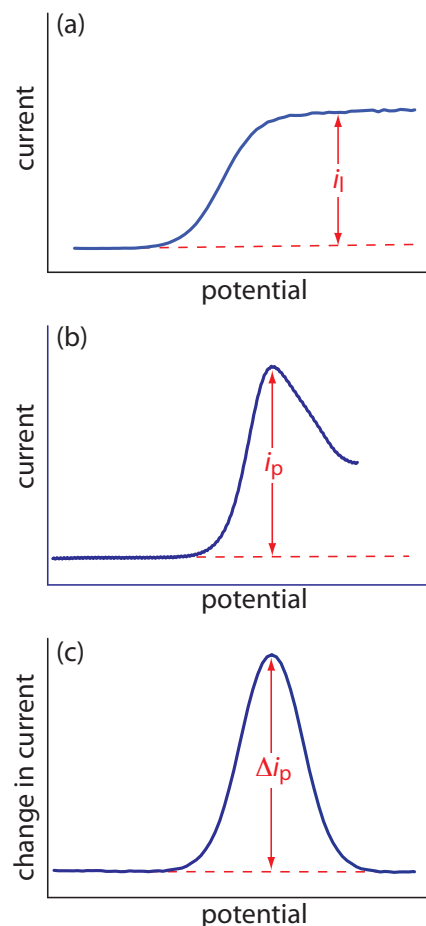 (a)
current
i_l
potential
(b)
current
i_p
potential
(c)
change in current
Δi_p
potential